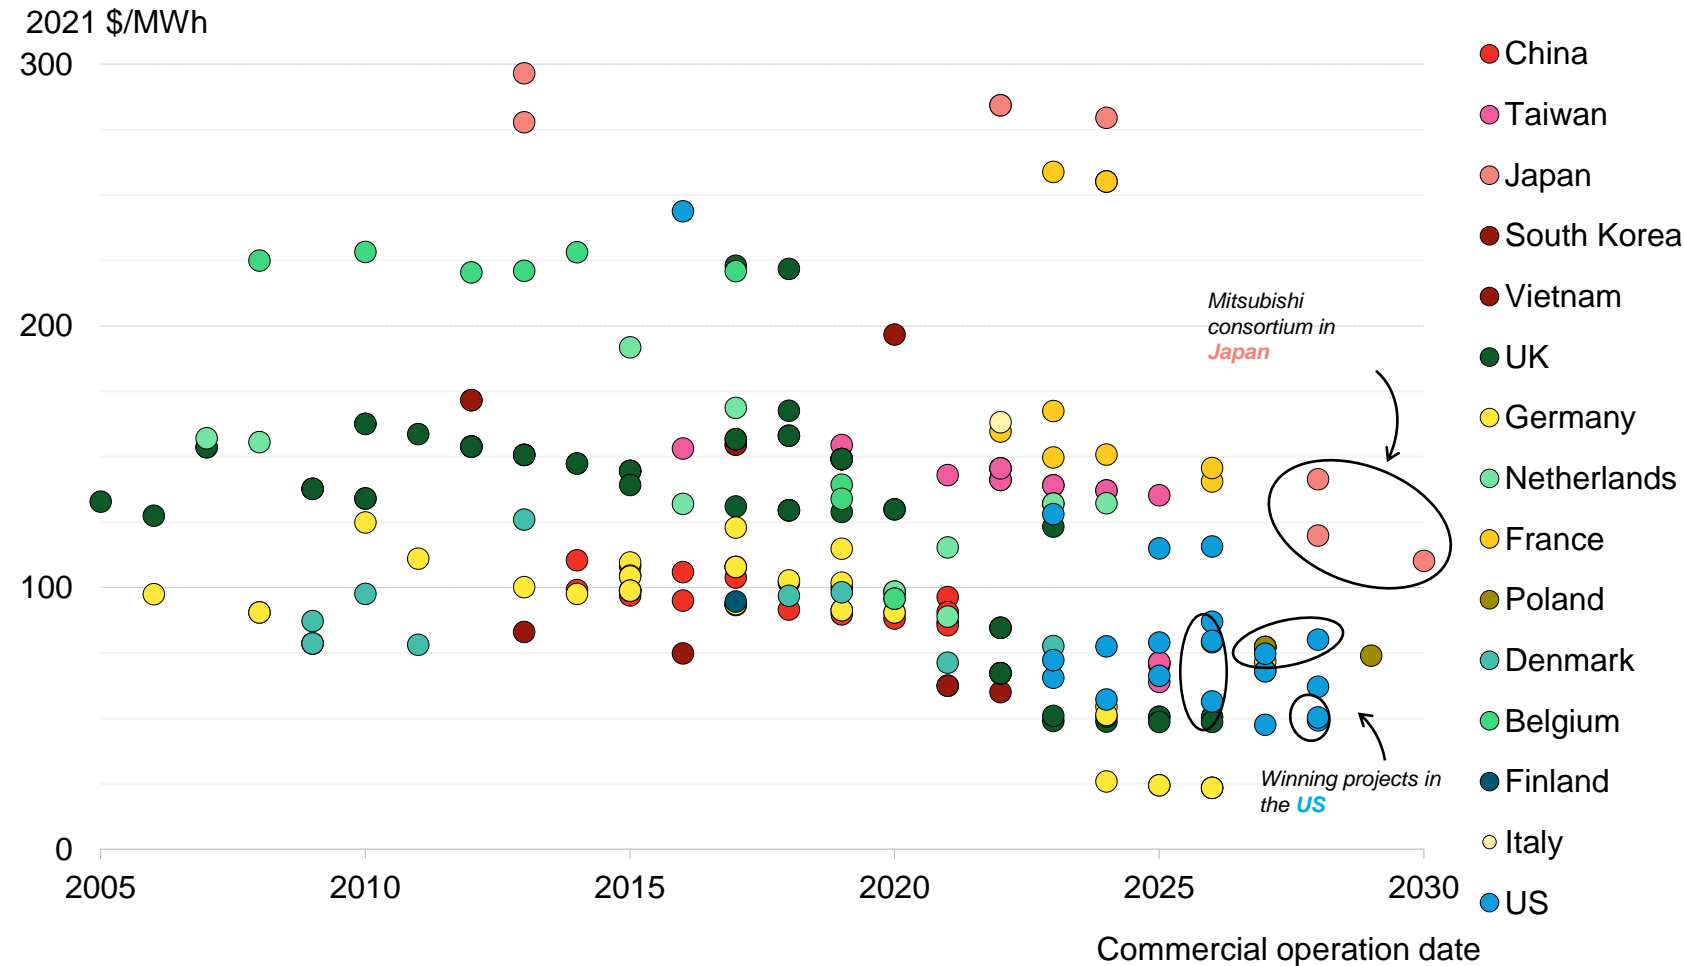 2021 $/MWh
300
200
100
0
2005
2010
2015
2020
2025
2030
Commercial operation date
Mitsubishi
consortium in
Japan
Winning projects in
the US
China
Taiwan
Japan
South Korea
Vietnam
UK
Germany
Netherlands
France
Poland
Denmark
Belgium
Finland
Italy
US